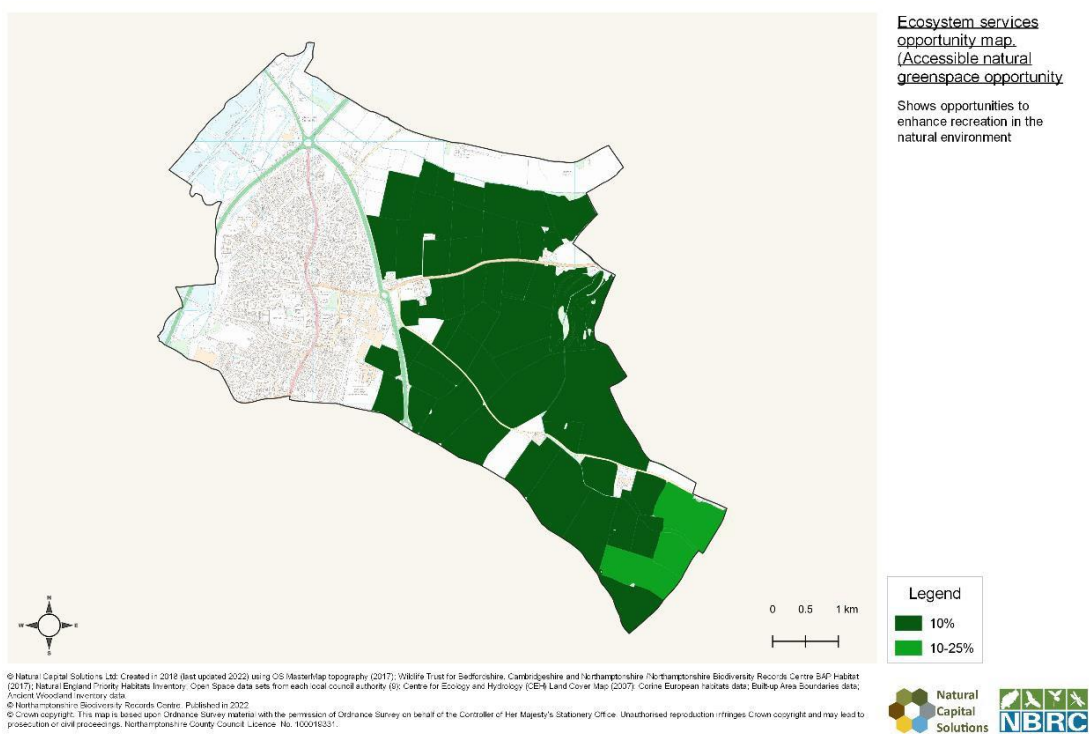 Ecosystem services
opportunity map.
(Accessible natural
greenspace opportunity
Shows opportunities to
enhance recreation in the
natural environment
N
W E
S
0 0.5 1 km
Legend
10%
10-25%
© Natural Capital Solutions Ltd: Created in 2018 (last updated 2022) using OS MasterMap topography (2017); Wildlife Trust for Bedfordshire, Cambridgeshire and Northamptonshire /Northamptonshire Biodiversity Records Centre BAP Habitat
(2017); Natural England Priority Habitats Inventory; Open Space data sets from each local council authority (9); Centre for Ecology and Hydrology (CEH) Land Cover Map (2007); Corine European habitats data; Built-up Area Boundaries data;
Ancient Woodland Inventory data.
© Northamptonshire Biodiversity Records Centre. Published in 2022
© Crown copyright. This map is based upon Ordnance Survey material with the permission of Ordnance Survey on behalf of the Controller of Her Majesty's Stationery Office. Unauthorised reproduction infringes Crown copyright and may lead to
prosecution or civil proceedings. Northamptonshire County Council. Licence No. 100019331.
Natural
Capital
Solutions
NBRC